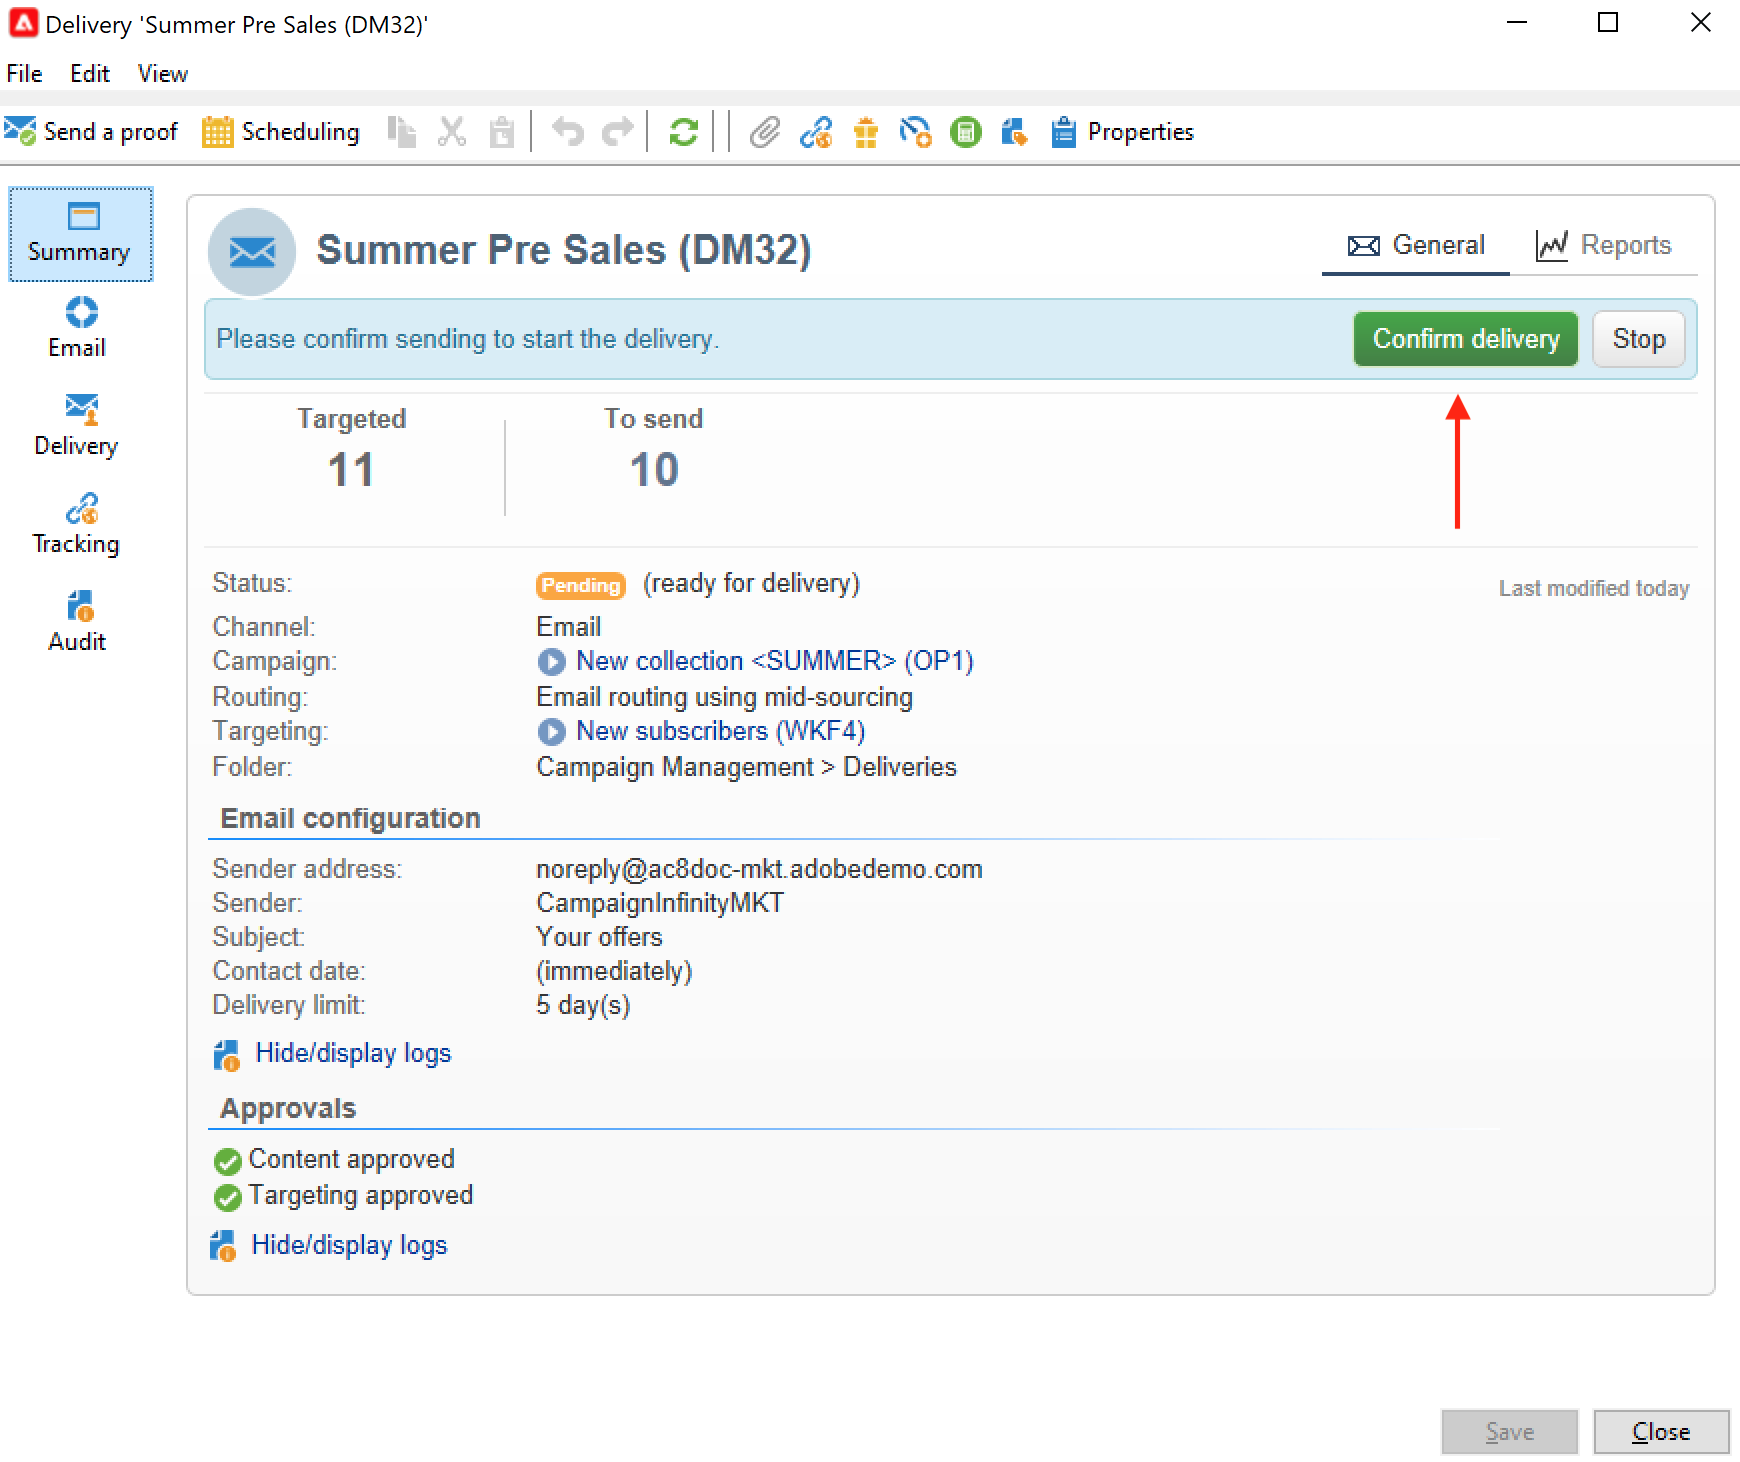 Delivery 'Summer Pre Sales (DM32)'
File Edit View
Send a proof Scheduling Properties
Summary
Email
Delivery
Tracking
Audit
Summer Pre Sales (DM32) General Reports
Please confirm sending to start the delivery. Confirm delivery Stop
Targeted To send
11 10
Status: Pending (ready for delivery) Last modified today
Channel: Email
Campaign: New collection <SUMMER> (OP1)
Routing: Email routing using mid-sourcing
Targeting: New subscribers (WKF4)
Folder: Campaign Management > Deliveries
Email configuration
Sender address: noreply@ac8doc-mkt.adobedemo.com
Sender: CampaignInfinityMKT
Subject: Your offers
Contact date: (immediately)
Delivery limit: 5 day(s)
Hide/display logs
Approvals
Content approved
Targeting approved
Hide/display logs
Save Close